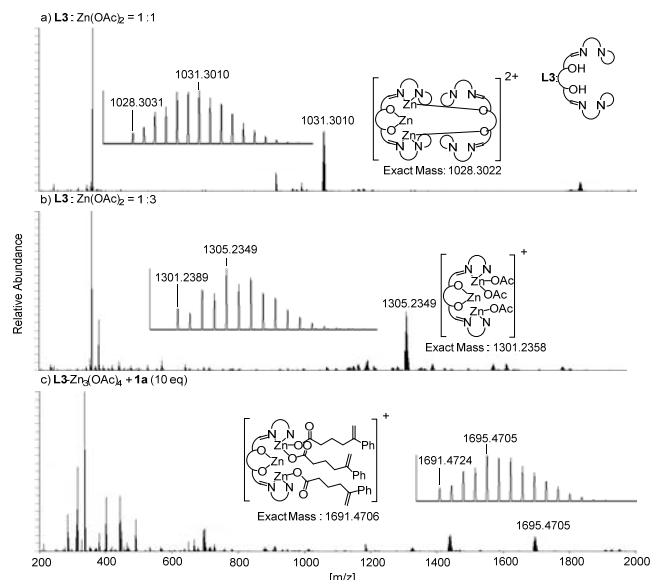 a) L3 : Zn(OAc)2 = 1 : 1
1031.3010
1028.3031
1031.3010
2+
N N N N
Zn
O O
Zn
O O
Zn
N N N N
Exact Mass: 1028.3022
L3:
N N
OH
OH
N N
b) L3 : Zn(OAc)2 = 1 : 3
1305.2349
1301.2389
1305.2349
+
N N
Zn OAc
O OAc
Zn
O OAc
Zn
N N
Exact Mass : 1301.2358
c) L3-Zn3(OAc)4 + 1a (10 eq)
+
O
N N
Zn O
Ph
O O
O
Zn
Ph
O O
Zn O
Ph
N N
Exact Mass : 1691.4706
1695.4705
1691.4724
1695.4705
Relative Abundance
200 400 600 800 1000 1200 1400 1600 1800 2000
[m/z]